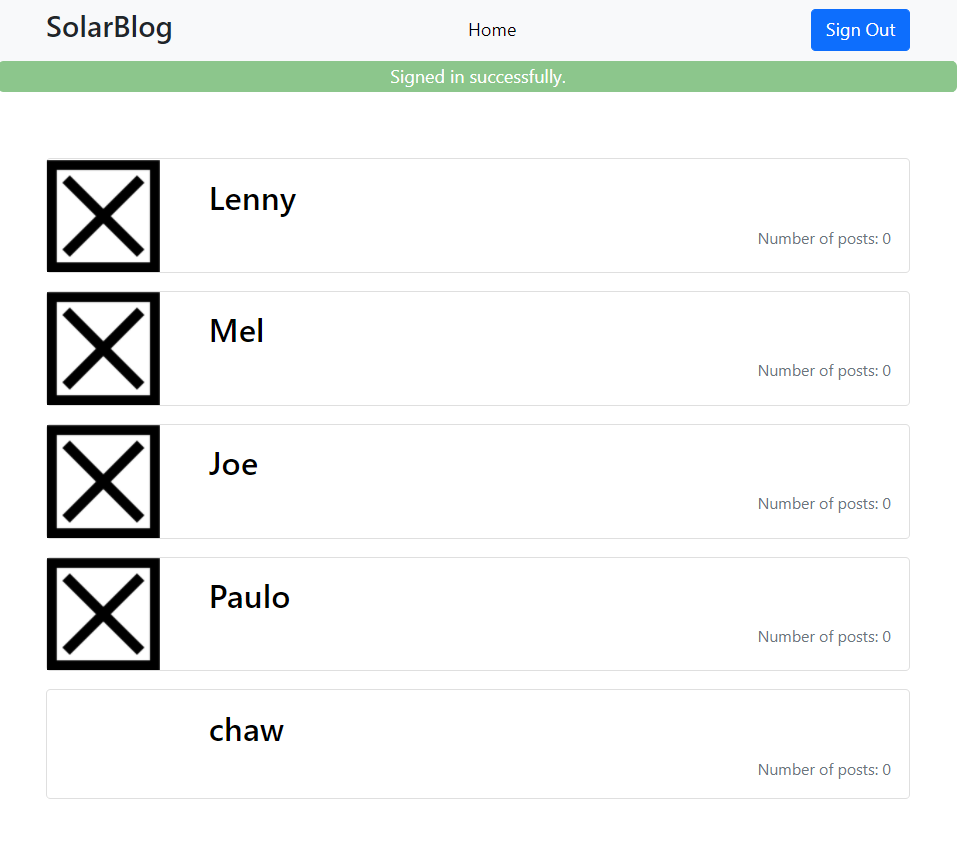 SolarBlog Home Sign Out
Signed in successfully.
Lenny
Number of posts: 0
Mel
Number of posts: 0
Joe
Number of posts: 0
Paulo
Number of posts: 0
chaw
Number of posts: 0